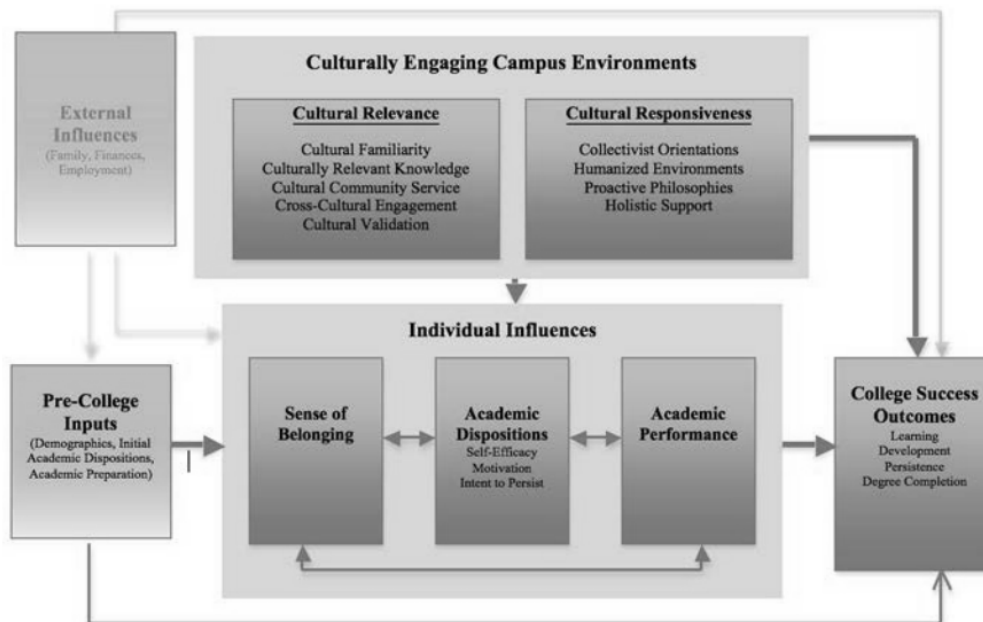 Culturally Engaging Campus Environments
External
Influences
(Family, Finances,
Employment)
Cultural Relevance
Cultural Familiarity
Culturally Relevant Knowledge
Cultural Community Service
Cross-Cultural Engagement
Cultural Validation
Cultural Responsiveness
Collectivist Orientations
Humanized Environments
Proactive Philosophies
Holistic Support
Individual Influences
Pre-College
Inputs
(Demographics, Initial
Academic Dispositions,
Academic Preparation)
Sense of
Belonging
Academic
Dispositions
Self-Efficacy
Motivation
Intent to Persist
Academic
Performance
College Success
Outcomes
Learning
Development
Persistence
Degree Completion